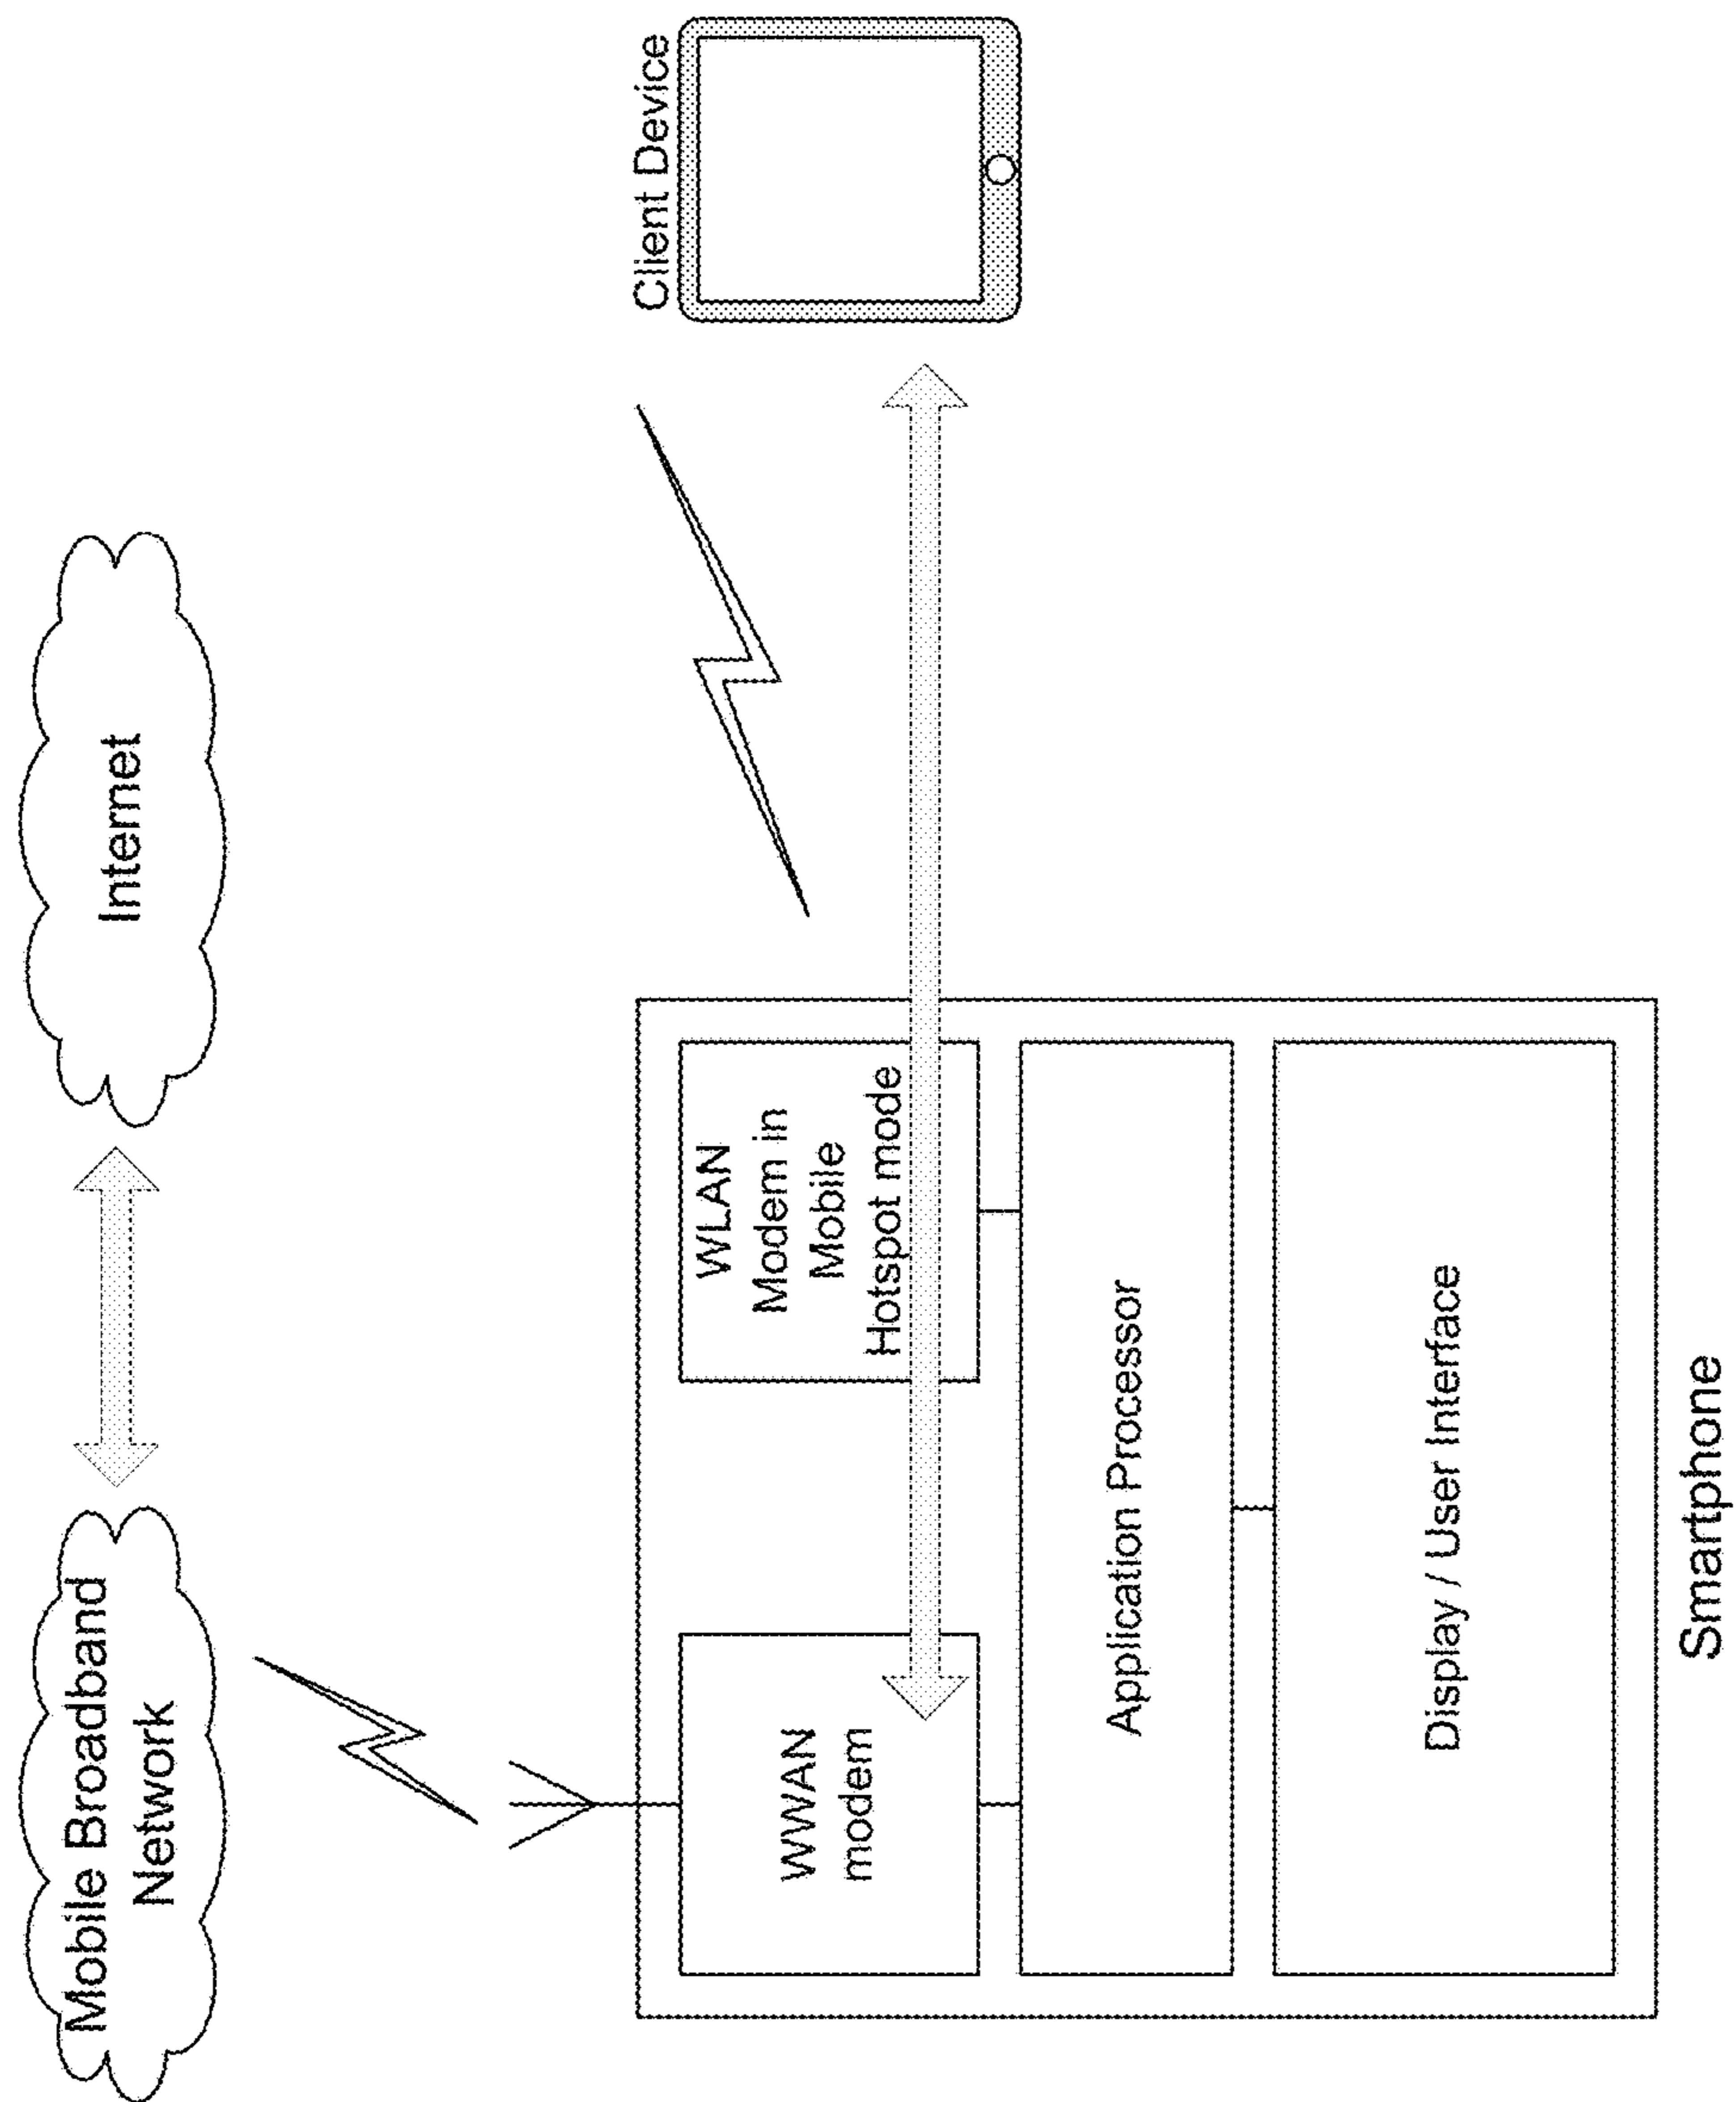 Mobile Broadband
Network
Internet
Client Device
WWAN
modem
WLAN
Modem in
Mobile
Hotspot mode
Application Processor
Display / User Interface
Smartphone